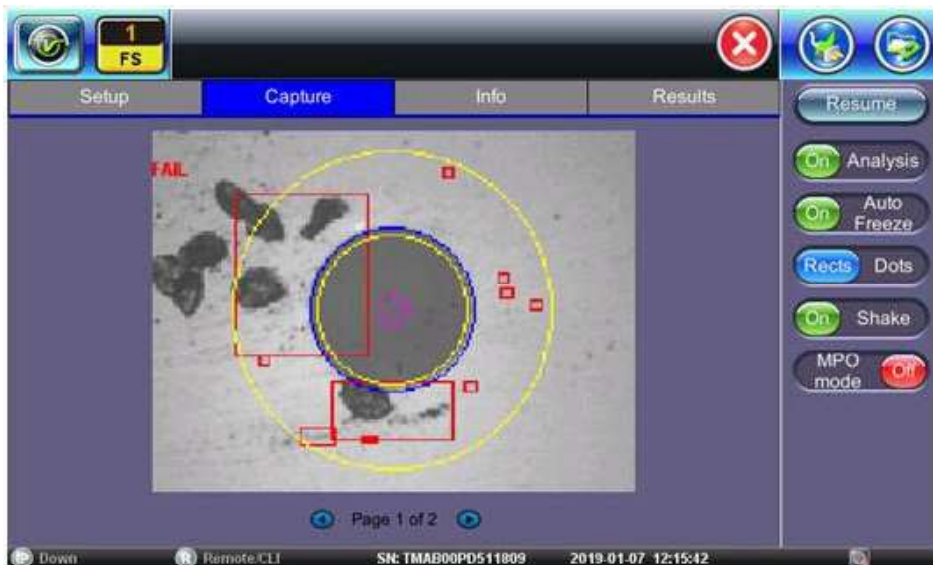 1
FS
Setup Capture Info Results
Resume
FAIL
On Analysis
On Auto Freeze
Rects Dots
On Shake
MPO mode Off
Page 1 of 2
IP Down R Remote/CLI SN: TMAB00PD511809 2019-01-07 12:15:42